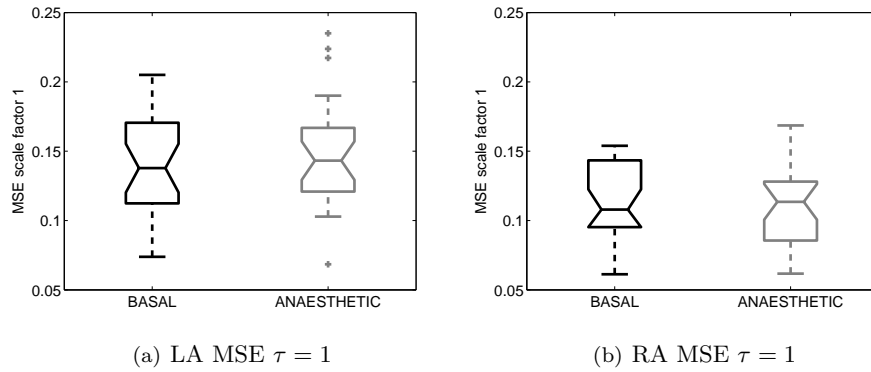 0.25
0.2
0.15
0.1
0.05
MSE scale factor 1
BASAL ANAESTHETIC
(a) LA MSE τ = 1
0.25
0.2
0.15
0.1
0.05
MSE scale factor 1
BASAL ANAESTHETIC
(b) RA MSE τ = 1